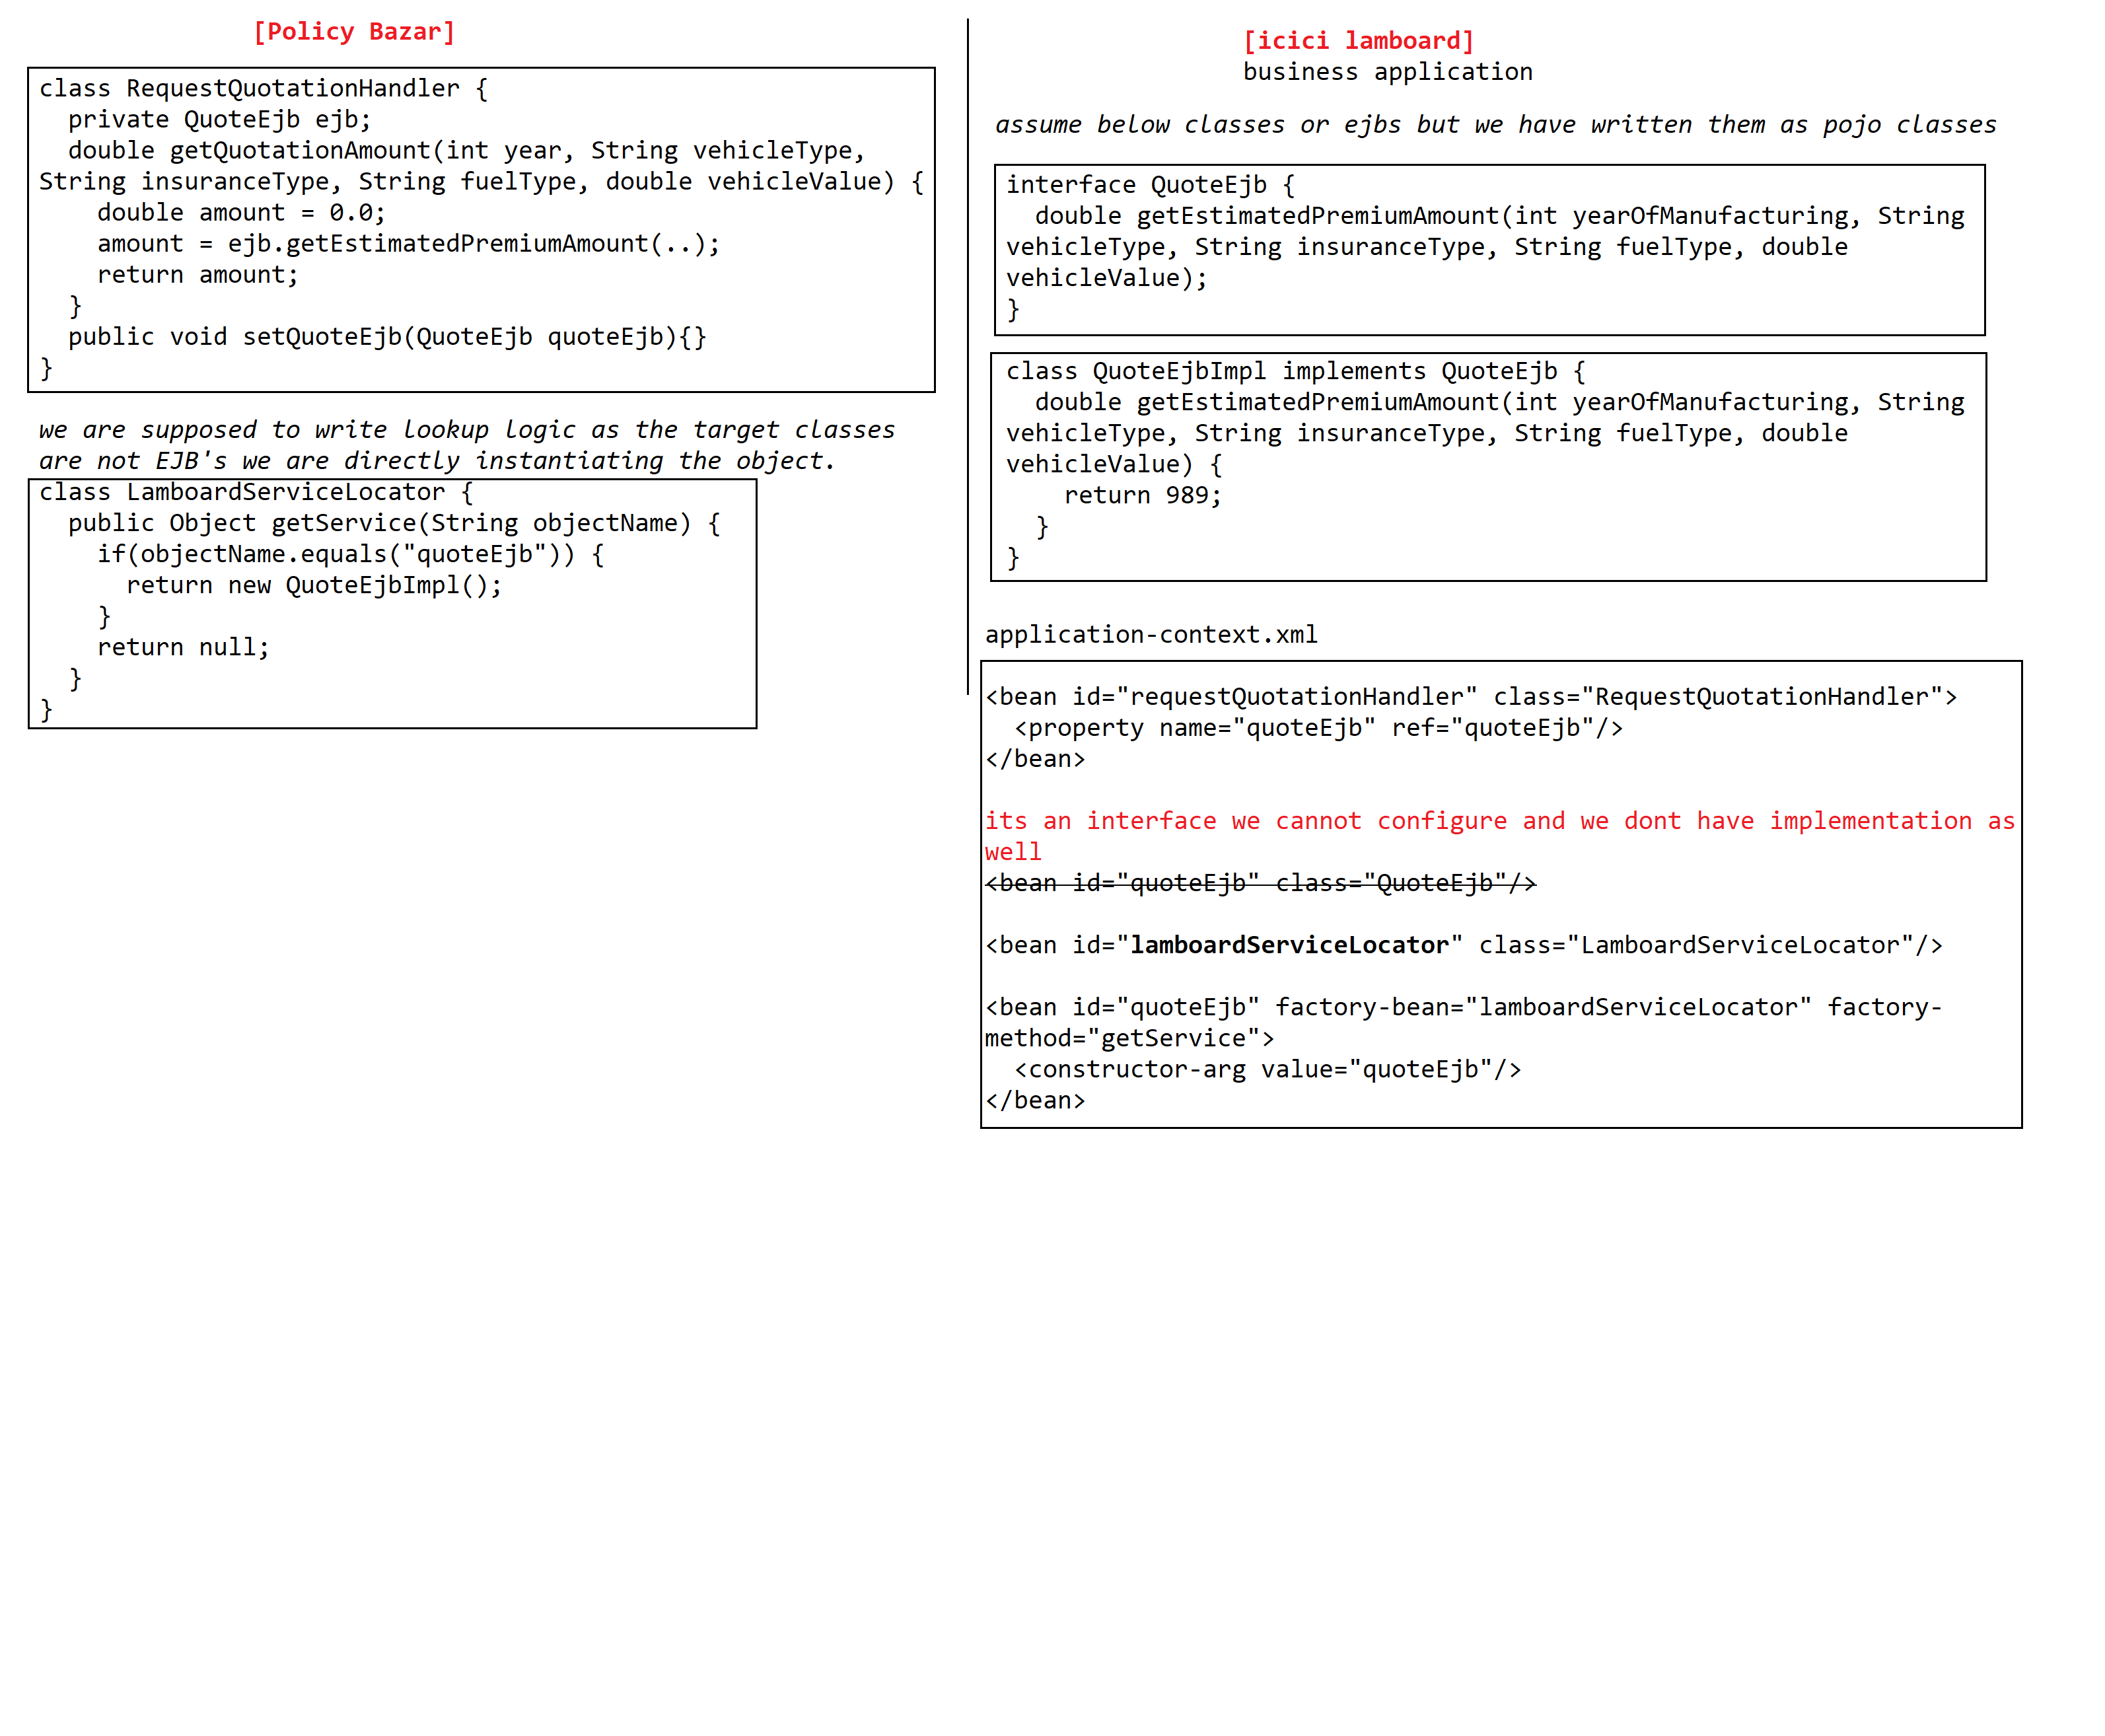 [Policy Bazar]
class RequestQuotationHandler {
  private QuoteEjb ejb;
  double getQuotationAmount(int year, String vehicleType,
String insuranceType, String fuelType, double vehicleValue) {
    double amount = 0.0;
    amount = ejb.getEstimatedPremiumAmount(..);
    return amount;
  }
  public void setQuoteEjb(QuoteEjb quoteEjb){}
}
we are supposed to write lookup logic as the target classes
are not EJB's we are directly instantiating the object.
class LamboardServiceLocator {
  public Object getService(String objectName) {
    if(objectName.equals("quoteEjb")) {
      return new QuoteEjbImpl();
    }
    return null;
  }
}
[icici lamboard]
business application
assume below classes or ejbs but we have written them as pojo classes
interface QuoteEjb {
  double getEstimatedPremiumAmount(int yearOfManufacturing, String
vehicleType, String insuranceType, String fuelType, double
vehicleValue);
}
class QuoteEjbImpl implements QuoteEjb {
  double getEstimatedPremiumAmount(int yearOfManufacturing, String
vehicleType, String insuranceType, String fuelType, double
vehicleValue) {
    return 989;
  }
}
application-context.xml
<bean id="requestQuotationHandler" class="RequestQuotationHandler">
  <property name="quoteEjb" ref="quoteEjb"/>
</bean>
its an interface we cannot configure and we dont have implementation as
well
<bean id="quoteEjb" class="QuoteEjb"/>
<bean id="lamboardServiceLocator" class="LamboardServiceLocator"/>
<bean id="quoteEjb" factory-bean="lamboardServiceLocator" factory-
method="getService">
  <constructor-arg value="quoteEjb"/>
</bean>